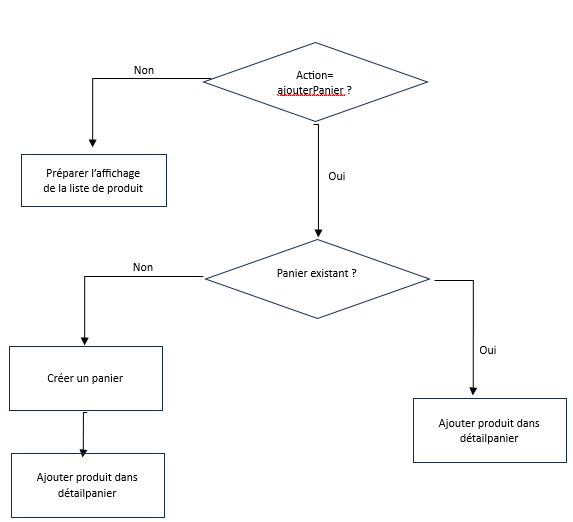 Action=
ajouterPanier ?
Non
Préparer l’affichage
de la liste de produit
Oui
Panier existant ?
Non
Oui
Créer un panier
Ajouter produit dans
détailpanier
Ajouter produit dans
détailpanier